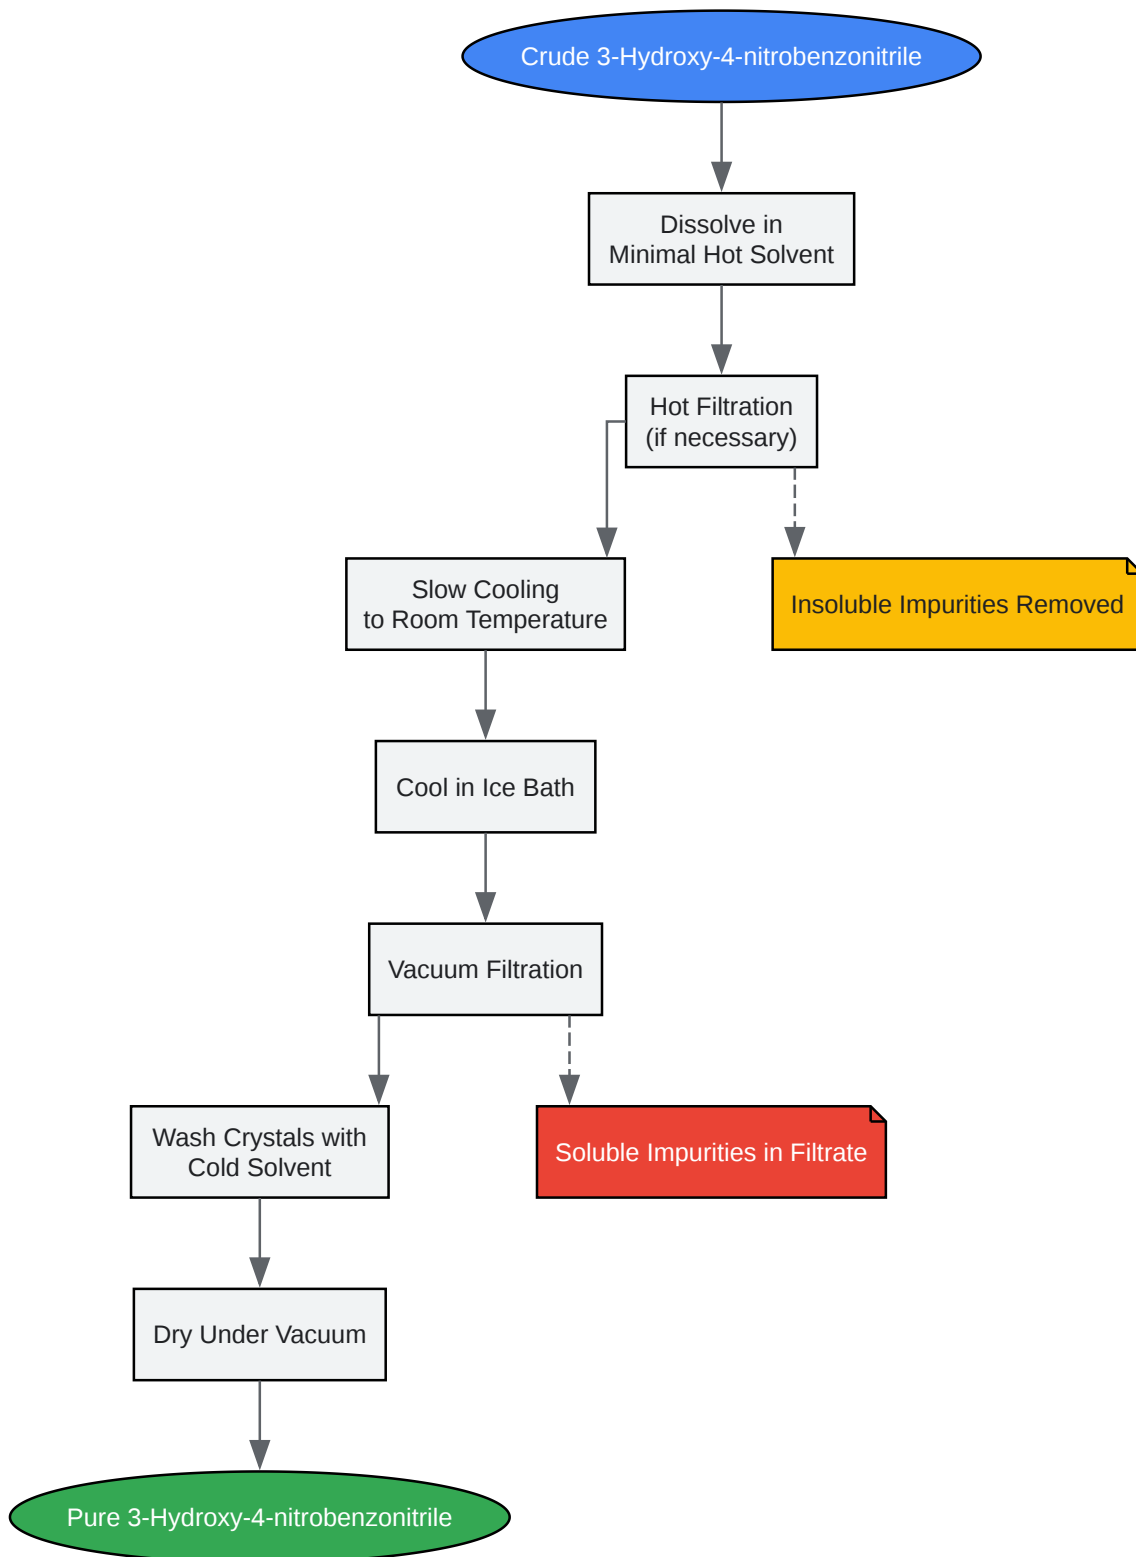 Crude 3-Hydroxy-4-nitrobenzonitrile
Dissolve in
Minimal Hot Solvent
Hot Filtration
(if necessary)
Slow Cooling
to Room Temperature
Insoluble Impurities Removed
Cool in Ice Bath
Vacuum Filtration
Wash Crystals with
Cold Solvent
Soluble Impurities in Filtrate
Dry Under Vacuum
Pure 3-Hydroxy-4-nitrobenzonitrile